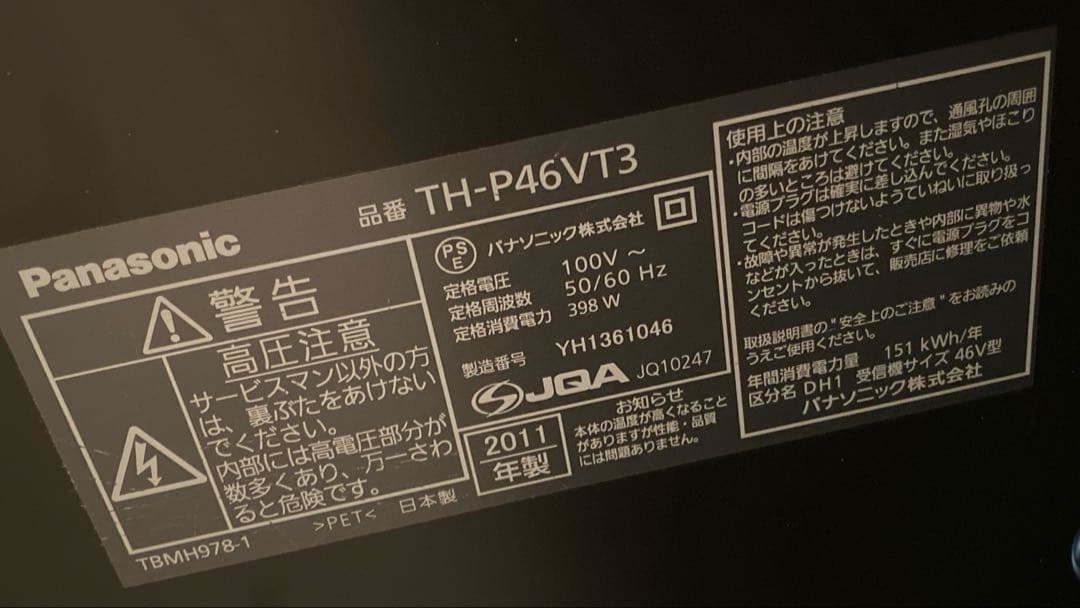 Panasonic
品番 TH-P46VT3
警告
高圧注意
サービスマン以外の方
は、裏ぶたをあけない
でください。
内部には高電圧部分が
数多くあり、万一さわ
ると危険です。
TBMH978-1
>PET< 日本製
PS
E
パナソニック株式会社
定格電圧 100V～
定格周波数 50/60 Hz
定格消費電力 398 W
製造番号 YH1361046
JQA JQ10247
2011
年製
お知らせ
本体の温度が高くなること
がありますが性能・品質
には問題ありません。
使用上の注意
・内部の温度が上昇しますので、通風孔の周囲
に間隔をあけてください。また湿気やほこり
の多いところは避けてください。
・電源プラグは確実に差し込んでください。
コードは傷つけないようていねいに取り扱っ
てください。
・故障や異常が発生したときや内部に異物や水
などが入ったときは、すぐに電源プラグをコ
ンセントから抜いて、販売店に修理をご依頼
ください。
取扱説明書の"安全上のご注意"をお読みの
うえご使用ください。
年間消費電力量 151 kWh/年
区分名 DH1 受信機サイズ 46V型
パナソニック株式会社